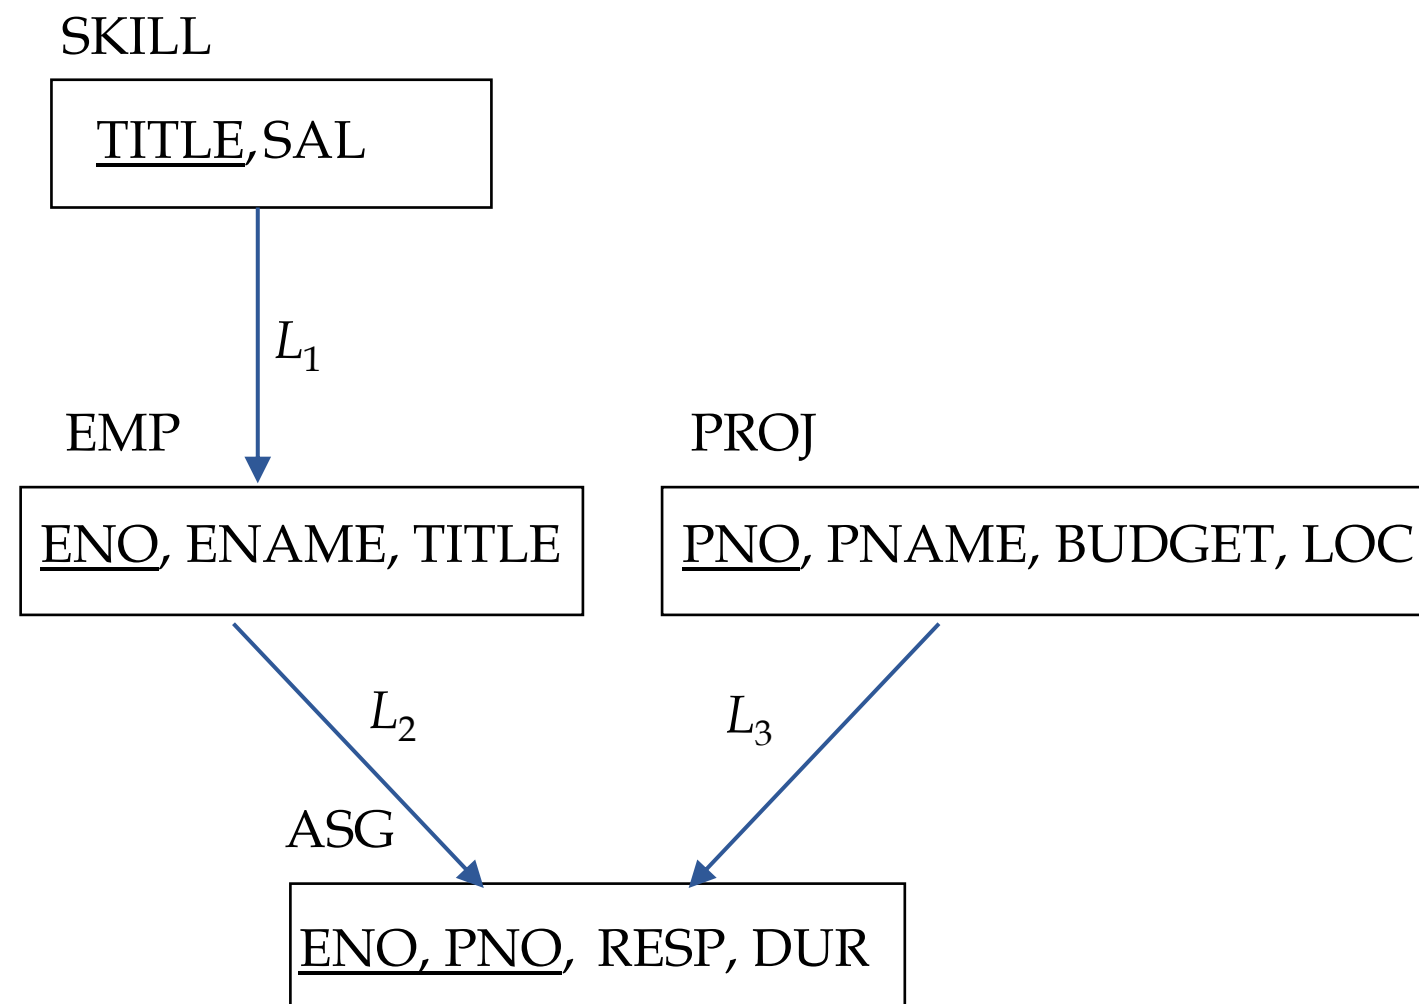 SKILL
TITLE, SAL
L1
EMP
PROJ
ENO, ENAME, TITLE
PNO, PNAME, BUDGET, LOC
L2
L3
ASG
ENO, PNO, RESP, DUR